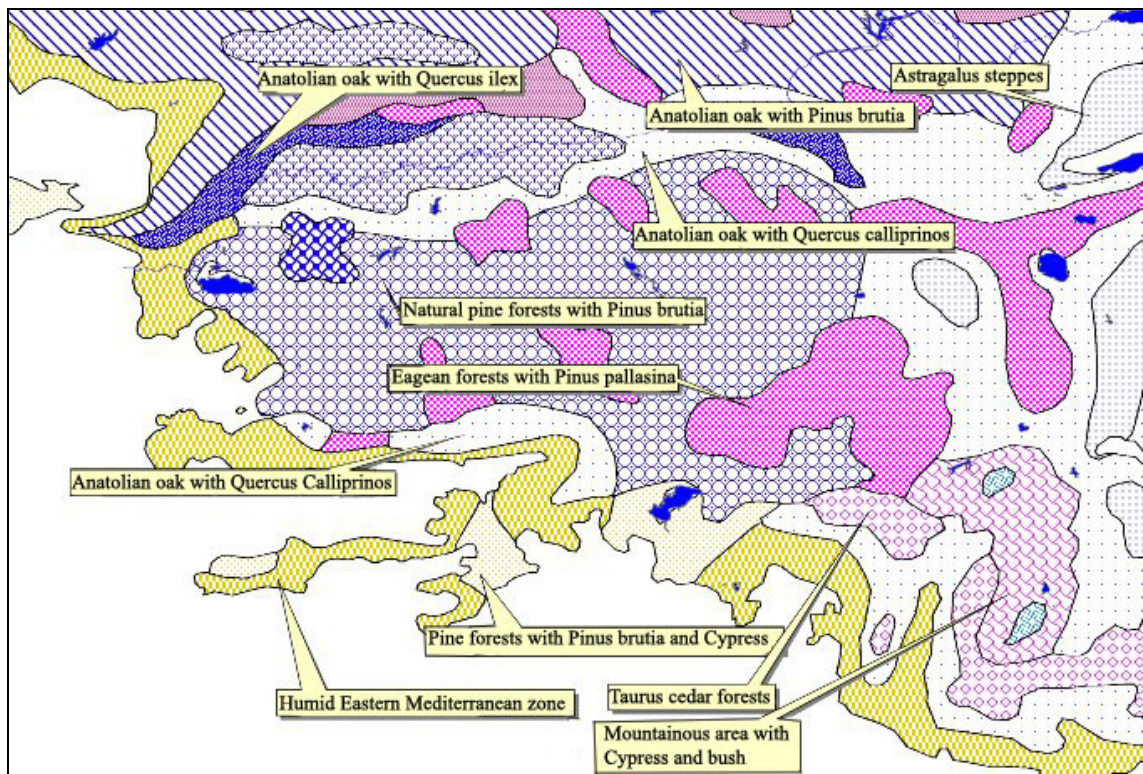 Anatolian oak with Quercus ilex
Astragalus steppes
Anatolian oak with Pinus brutia
Anatolian oak with Quercus calliprinos
Natural pine forests with Pinus brutia
Eagean forests with Pinus pallasina
Anatolian oak with Quercus Calliprinos
Pine forests with Pinus brutia and Cypress
Humid Eastern Mediterranean zone
Taurus cedar forests
Mountainous area with
Cypress and bush